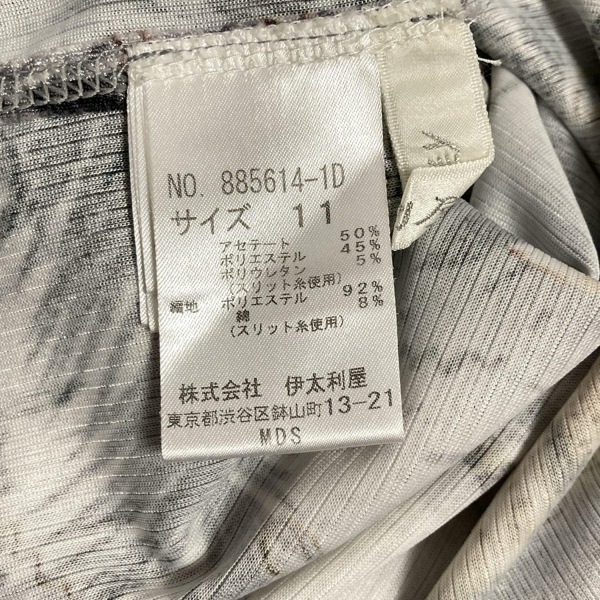 NO. 885614-1D
サイズ 11
アセテート 50%
ポリエステル 45%
ポリウレタン 5%
(スリット糸使用)
編地 ポリエステル 92%
綿 8%
(スリット糸使用)
株式会社 伊太利屋
東京都渋谷区鉢山町13-21
MDS